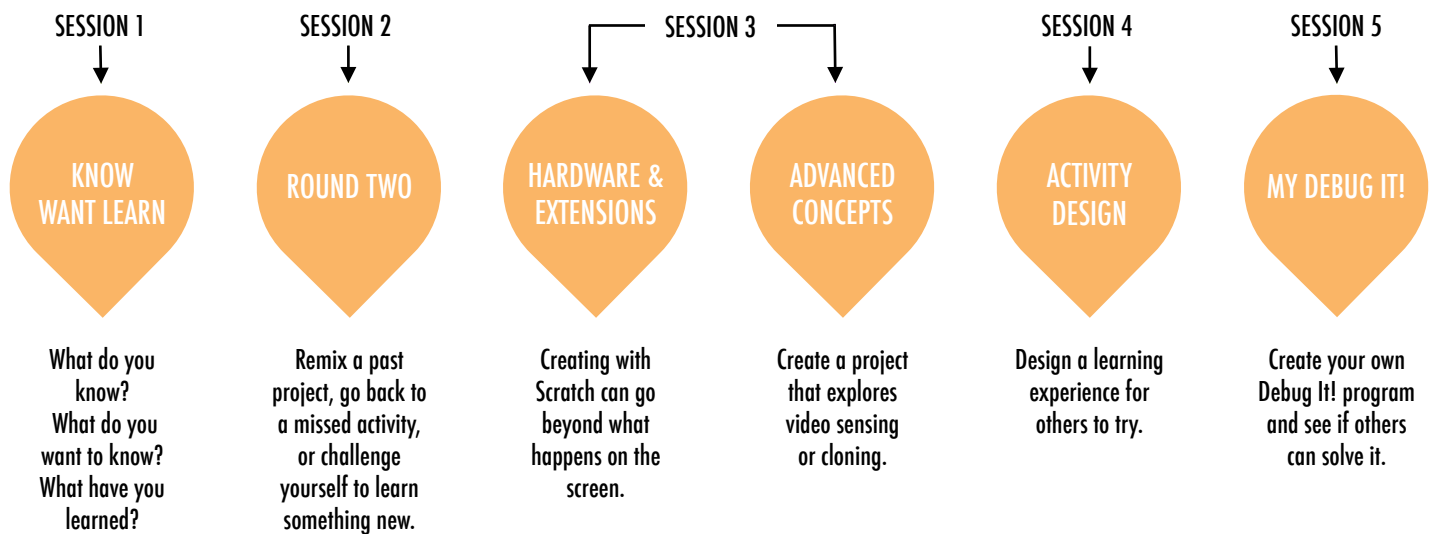 SESSION 1
SESSION 2
SESSION 3
SESSION 4
SESSION 5
KNOW
WANT LEARN
ROUND TWO
HARDWARE &
EXTENSIONS
ADVANCED
CONCEPTS
ACTIVITY
DESIGN
MY DEBUG IT!
What do you
know?
What do you
want to know?
What have you
learned?
Remix a past
project, go back to
a missed activity,
or challenge
yourself to learn
something new.
Creating with
Scratch can go
beyond what
happens on the
screen.
Create a project
that explores
video sensing
or cloning.
Design a learning
experience for
others to try.
Create your own
Debug It! program
and see if others
can solve it.